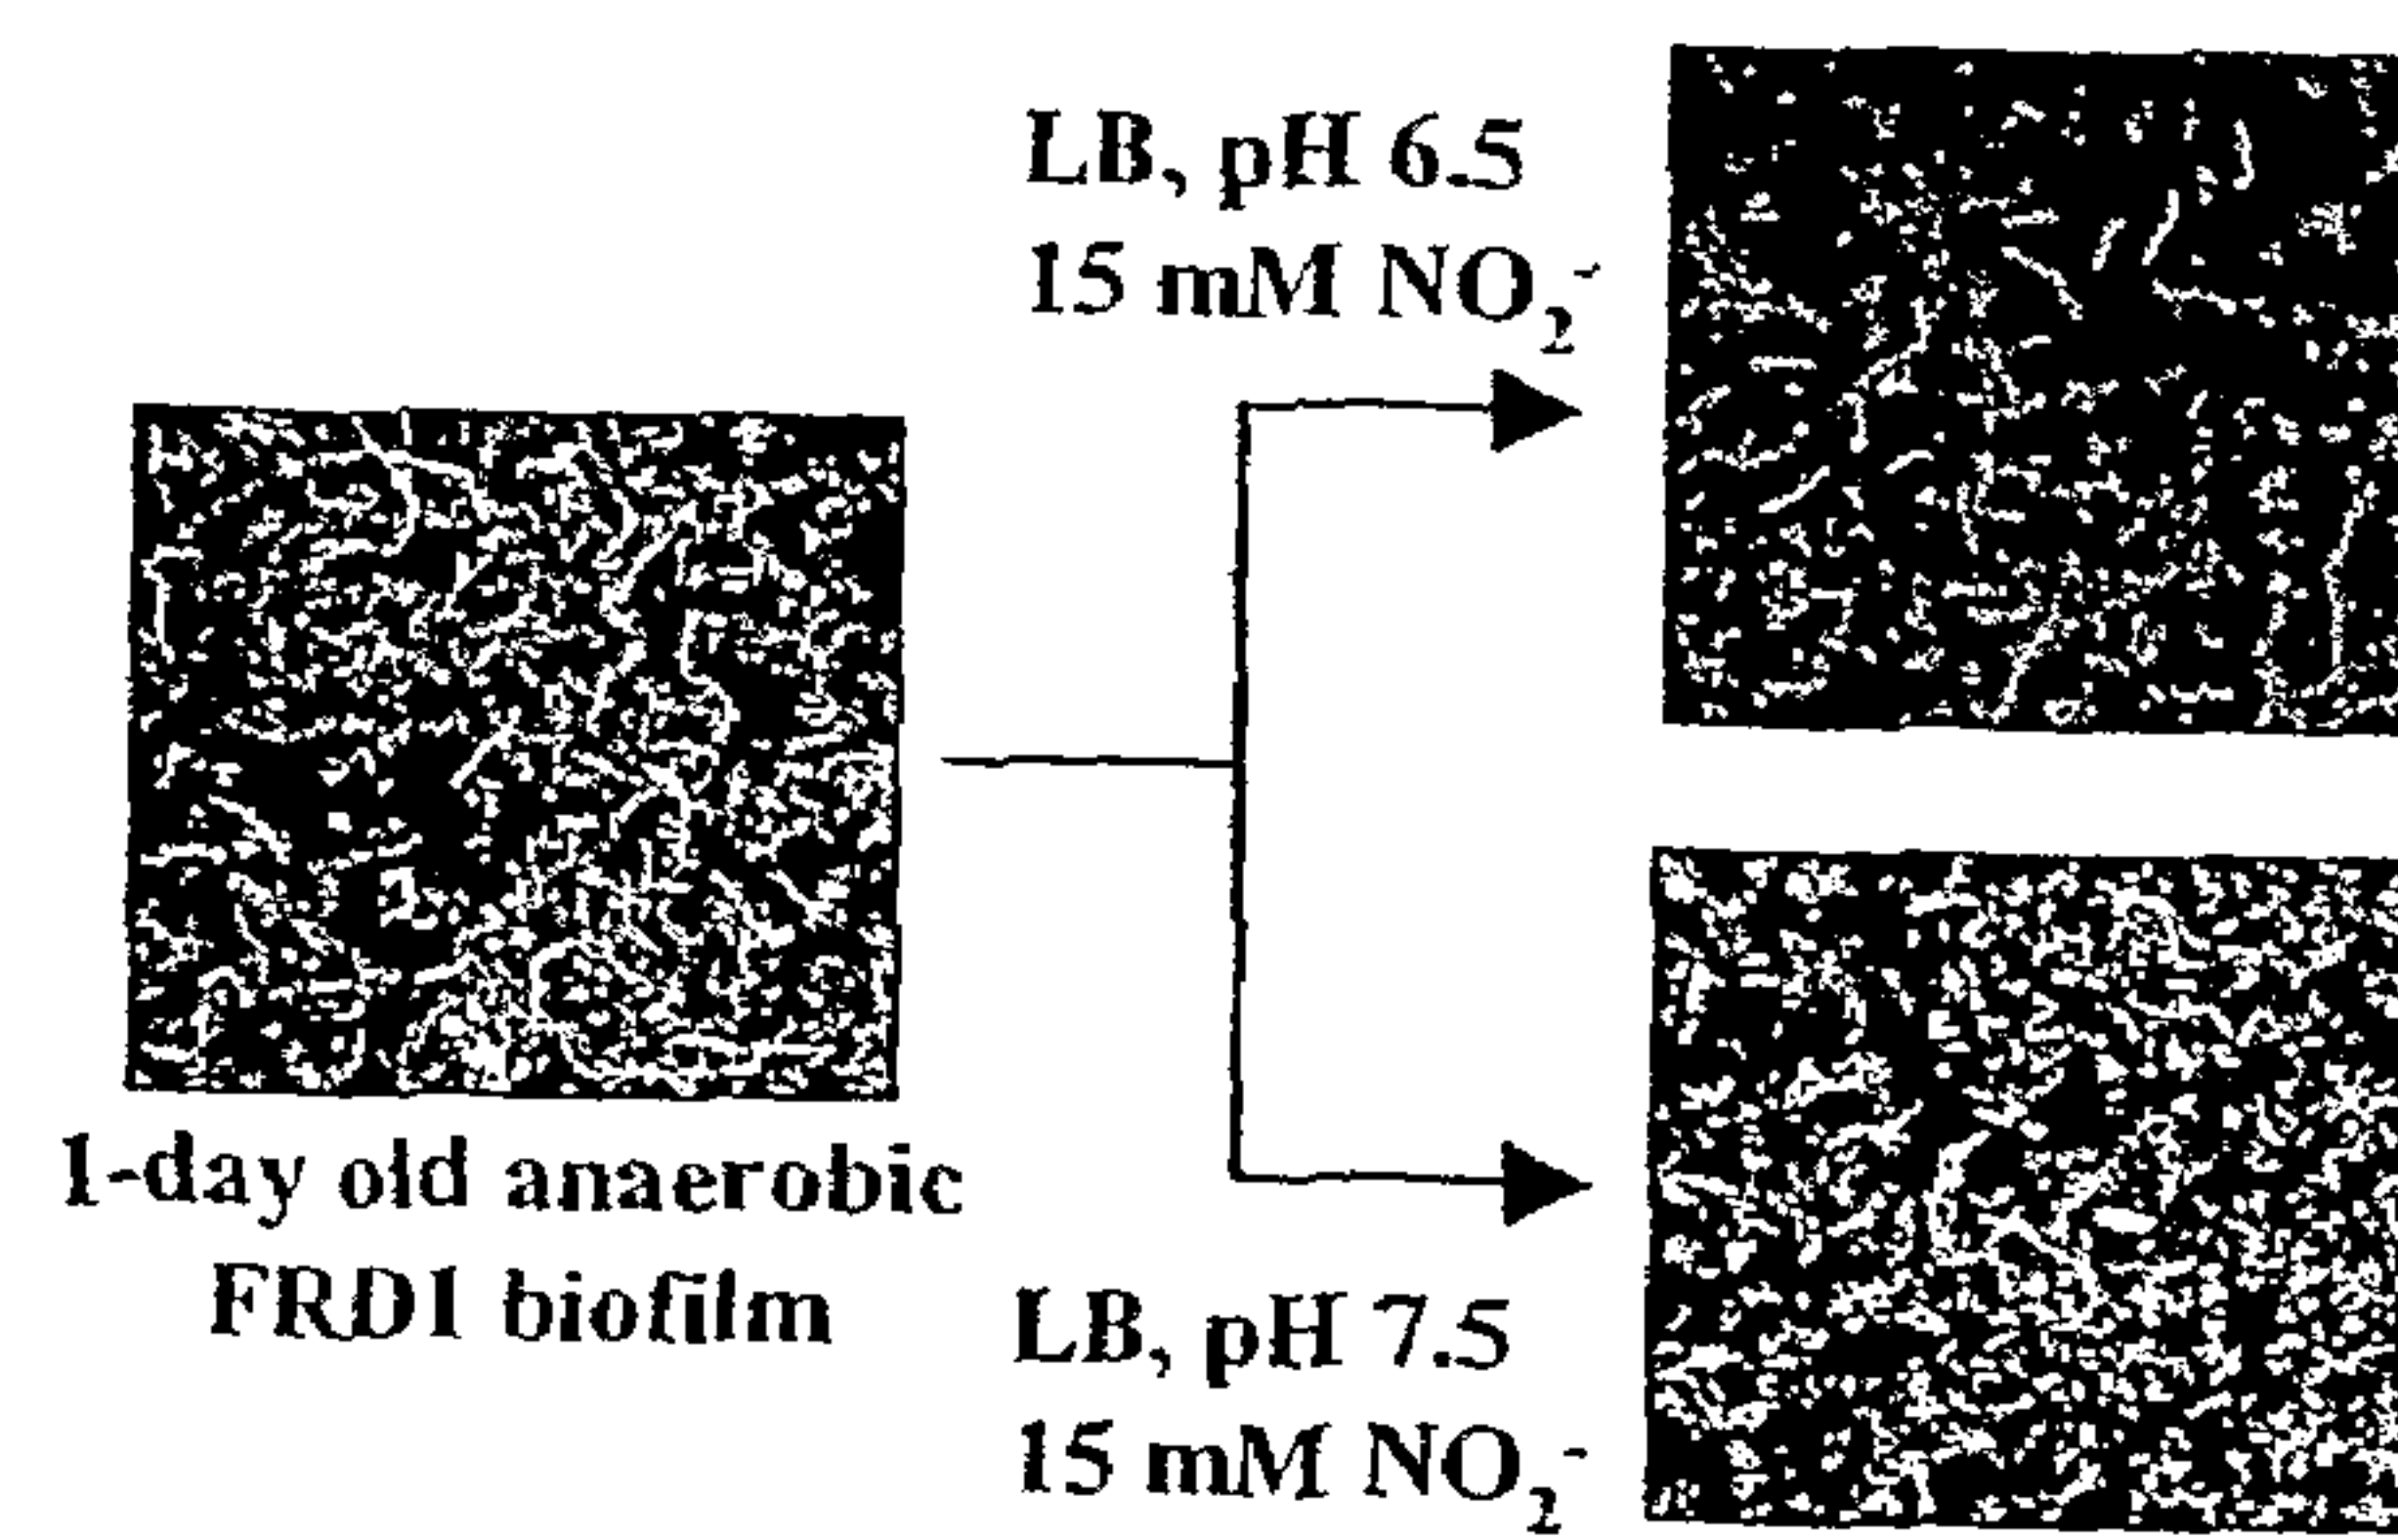 LB, pH 6.5
15 mM NO₂⁻
1-day old anaerobic
FRD1 biofilm
LB, pH 7.5
15 mM NO₂⁻